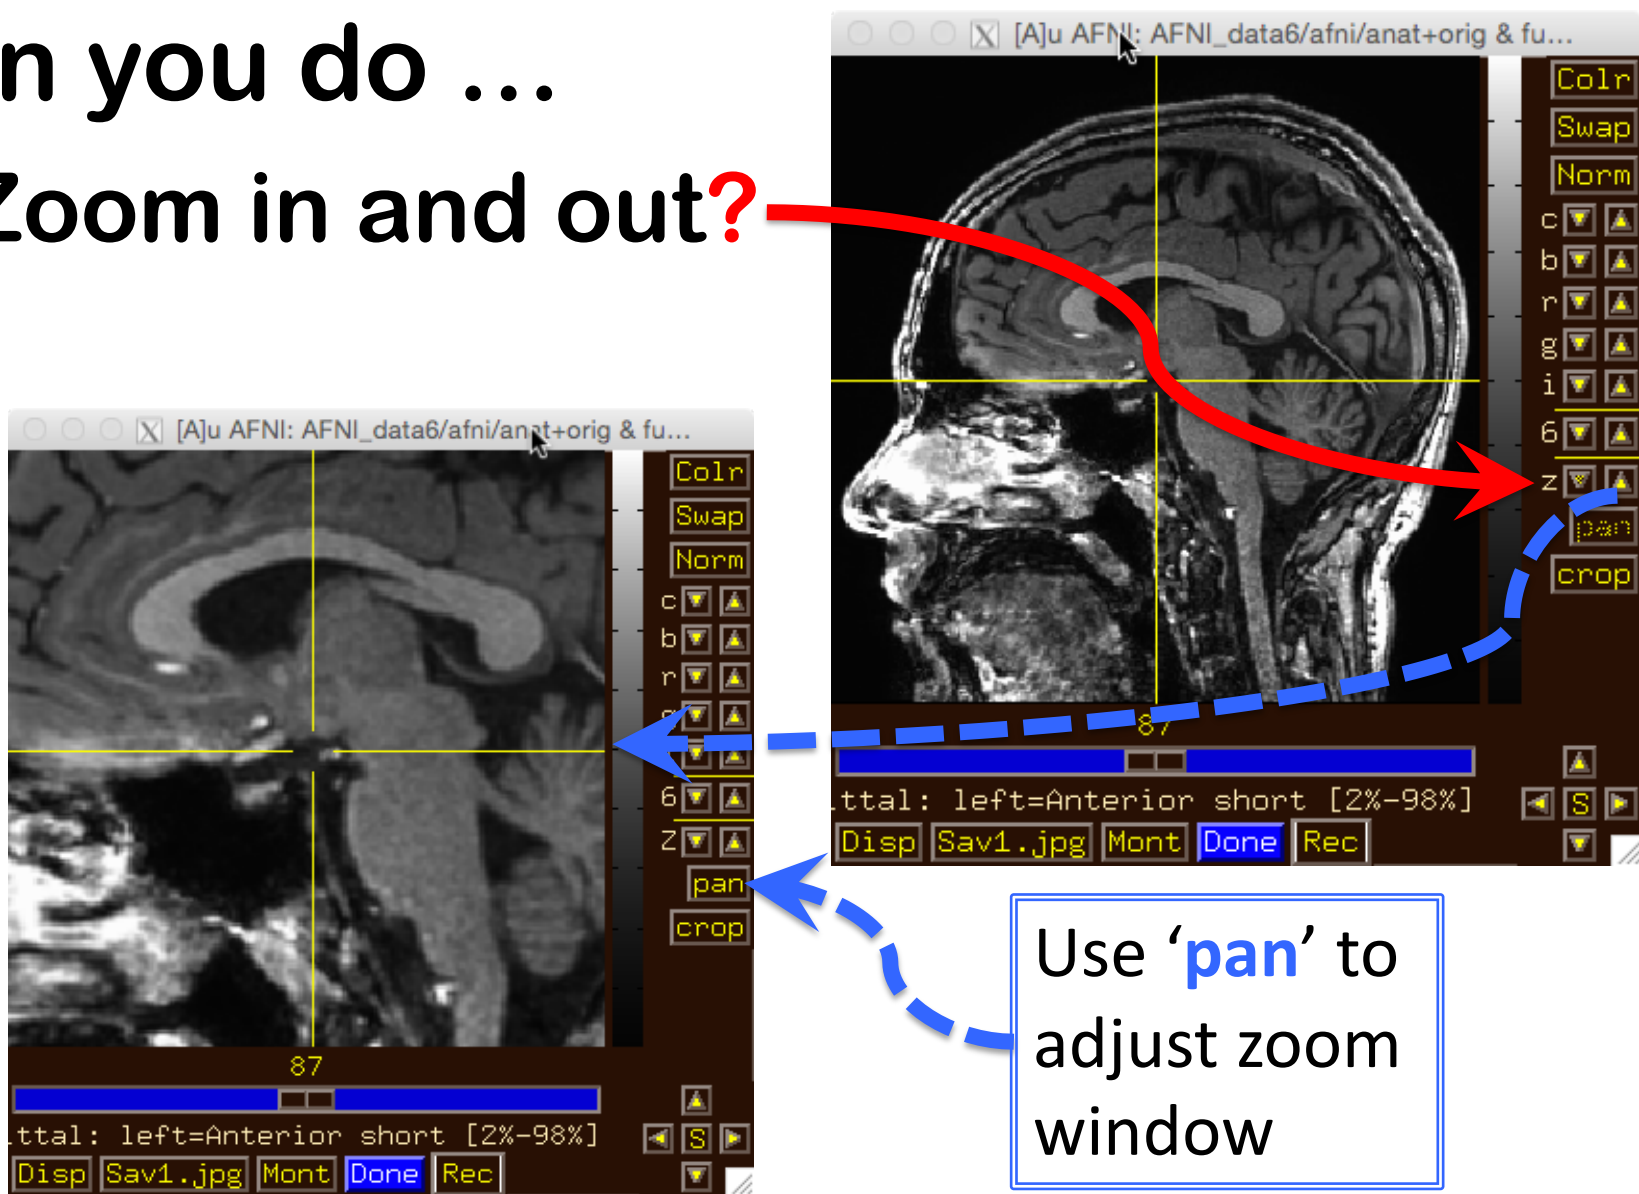 n you do ...
Zoom in and out?
[A]u AFNI: AFNI_data6/afni/anat+orig & fu...
Colr
Swap
Norm
c
b
r
g
i
6
z
pan
crop
87
ttal: left=Anterior short [2%-98%]
S
Disp Sav1.jpg Mont Done Rec
[A]u AFNI: AFNI_data6/afni/anat+orig & fu...
Colr
Swap
Norm
c
b
r
6
Z
pan
crop
87
ttal: left=Anterior short [2%-98%]
S
Disp Sav1.jpg Mont Done Rec
Use ‘pan’ to
adjust zoom
window